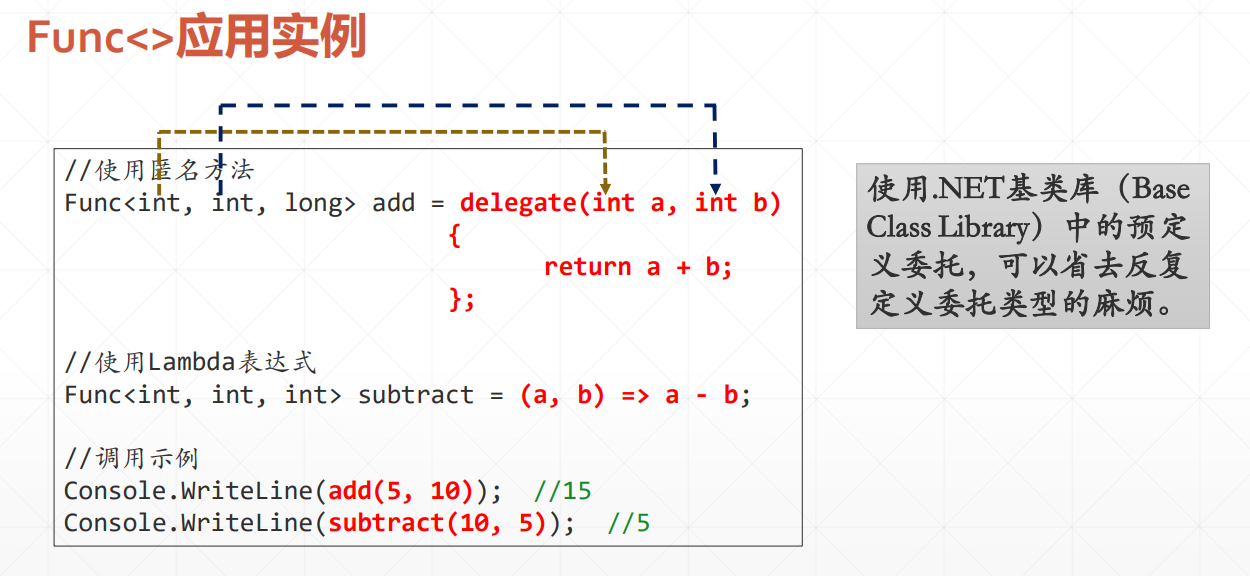 Func<>应用实例
//使用匿名方法
Func<int, int, long> add = delegate(int a, int b)
{
return a + b;
};
//使用Lambda表达式
Func<int, int, int> subtract = (a, b) => a - b;
//调用示例
Console.WriteLine(add(5, 10)); //15
Console.WriteLine(subtract(10, 5)); //5
使用.NET基类库（Base
Class Library）中的预定
义委托，可以省去反复
定义委托类型的麻烦。